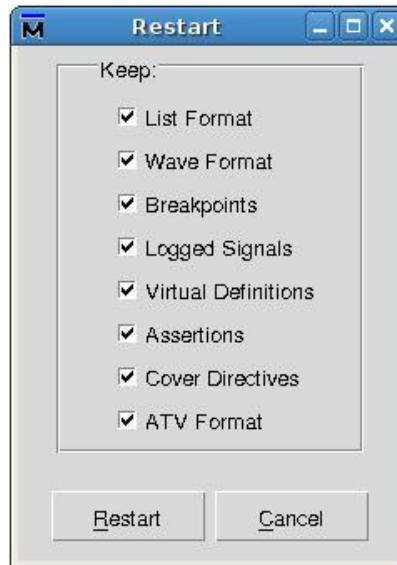 M Restart
Keep:
List Format
Wave Format
Breakpoints
Logged Signals
Virtual Definitions
Assertions
Cover Directives
ATV Format
Restart Cancel